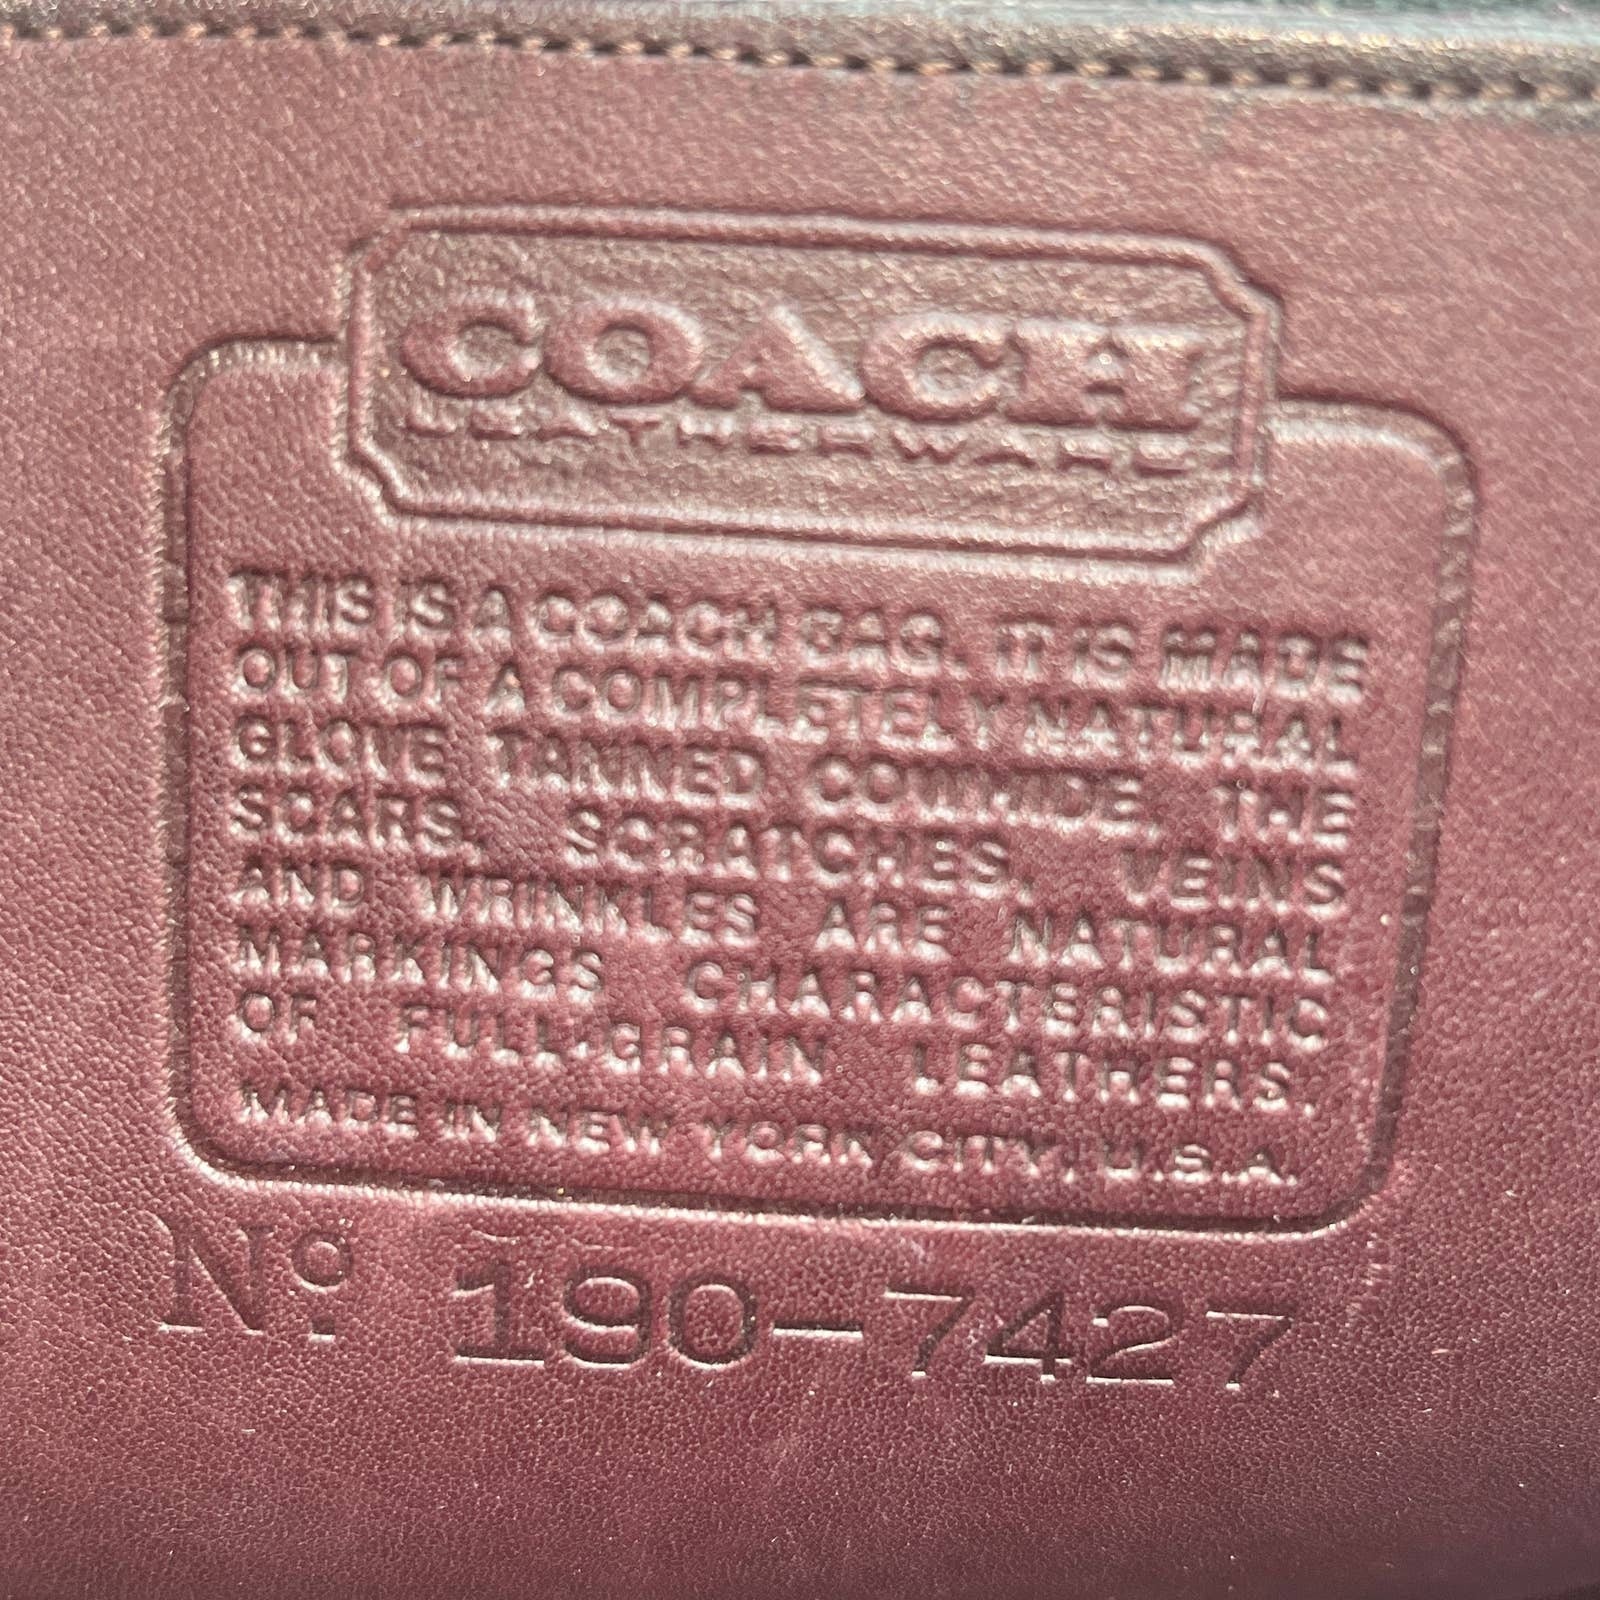 COACH
LEATHERWARE
THIS IS A COACH BAG. IT IS MADE
OUT OF A COMPLETELY NATURAL
GLOVE TANNED COWHIDE, THE
SCARS, SCRATCHES, VEINS
AND WRINKLES ARE NATURAL
MARKINGS CHARACTERISTIC
OF FULL-GRAIN LEATHERS.
MADE IN NEW YORK CITY, U.S.A.
Nº 190-7427